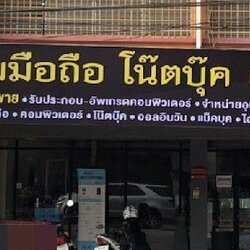 มือถือ โน๊ตบุ๊ค
ขาย • รับประกอบ-อัพเกรดคอมพิวเตอร์ • จำหน่าย
• คอมพิวเตอร์ • โน๊ตบุ๊ค • ออลอินวัน • แม็คบุค •